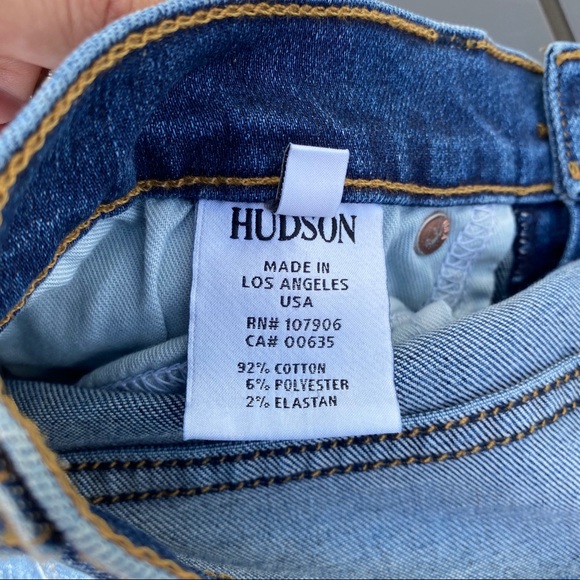 HUDSON
MADE IN
LOS ANGELES
USA
RN# 107906
CA# 00635
92% COTTON
6% POLYESTER
2% ELASTAN